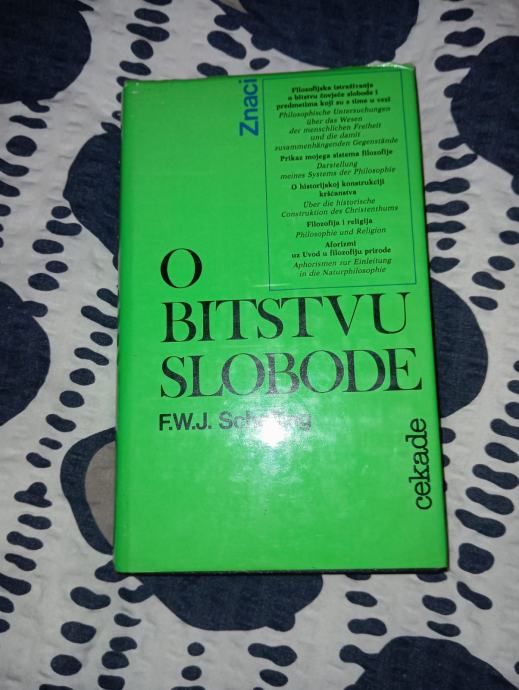 Znaci
Filozofijska istraživanja
o bitstvu čovječe slobode i
predmetima koji su s time u vezi
Philosophische Untersuchungen
über das Wesen
der menschlichen Freiheit
und die damit
zusammenhängenden Gegenstände
Prikaz mojega sistema filozofije
Darstellung
meines Systems der Philosophie
O historijskoj konstrukciji
kršćanstva
Über die historische
Construktion des Christenthums
Filozofija i religija
Philosophie und Religion
Aforizmi
uz Uvod u filozofiju prirode
Aphorismen zur Einleitung
in die Naturphilosophie
O
BITSTVU
SLOBODE
F.W.J. Schelling
cekade